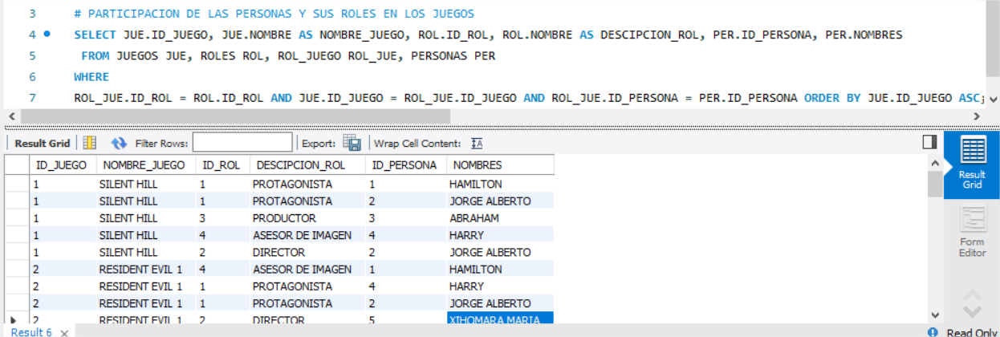 3 # PARTICIPACION DE LAS PERSONAS Y SUS ROLES EN LOS JUEGOS
4 SELECT JUE.ID_JUEGO, JUE.NOMBRE AS NOMBRE_JUEGO, ROL.ID_ROL, ROL.NOMBRE AS DESCIPCION_ROL, PER.ID_PERSONA, PER.NOMBRES
5 FROM JUEGOS JUE, ROLES ROL, ROL_JUEGO ROL_JUE, PERSONAS PER
6 WHERE
7 ROL_JUE.ID_ROL = ROL.ID_ROL AND JUE.ID_JUEGO = ROL_JUE.ID_JUEGO AND ROL_JUE.ID_PERSONA = PER.ID_PERSONA ORDER BY JUE.ID_JUEGO ASC;
Result Grid Filter Rows: Export: Wrap Cell Content:
ID_JUEGO NOMBRE_JUEGO ID_ROL DESCIPCION_ROL ID_PERSONA NOMBRES
1 SILENT HILL 1 PROTAGONISTA 1 HAMILTON
1 SILENT HILL 1 PROTAGONISTA 2 JORGE ALBERTO
1 SILENT HILL 3 PRODUCTOR 3 ABRAHAM
1 SILENT HILL 4 ASESOR DE IMAGEN 4 HARRY
1 SILENT HILL 2 DIRECTOR 2 JORGE ALBERTO
2 RESIDENT EVIL 1 4 ASESOR DE IMAGEN 1 HAMILTON
2 RESIDENT EVIL 1 1 PROTAGONISTA 4 HARRY
2 RESIDENT EVIL 1 1 PROTAGONISTA 2 JORGE ALBERTO
2 RESIDENT EVIL 1 2 DIRECTOR 5 XIHOMARA MARIA
Result
Grid
Form
Editor
Result 6 Read Only